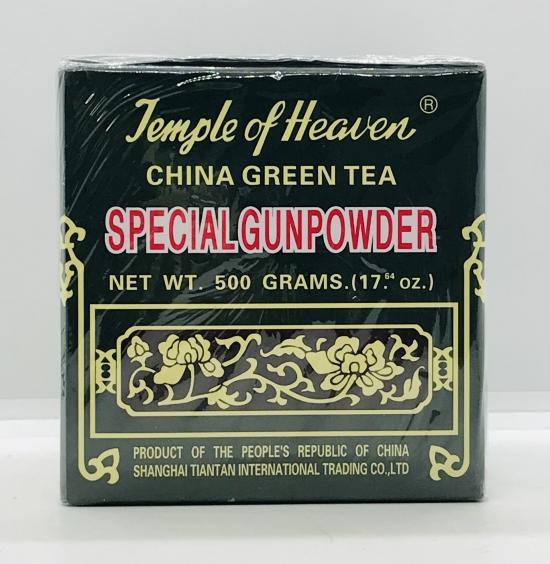 Temple of Heaven ®
CHINA GREEN TEA
SPECIAL GUNPOWDER
NET WT. 500 GRAMS.(17.⁶⁴ oz.)
PRODUCT OF THE PEOPLE'S REPUBLIC OF CHINA
SHANGHAI TIANTAN INTERNATIONAL TRADING CO.,LTD